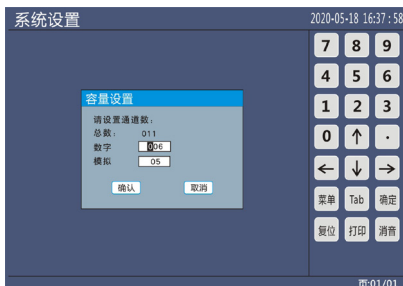 系统设置 2020-05-18 16:37:58
容量设置
请设置通道数:
总数: 011
数字 006
模拟 05
确认 取消
7 8 9
4 5 6
1 2 3
0 ↑ ·
← ↓ →
菜单 Tab 确定
复位 打印 消音
页:01/01